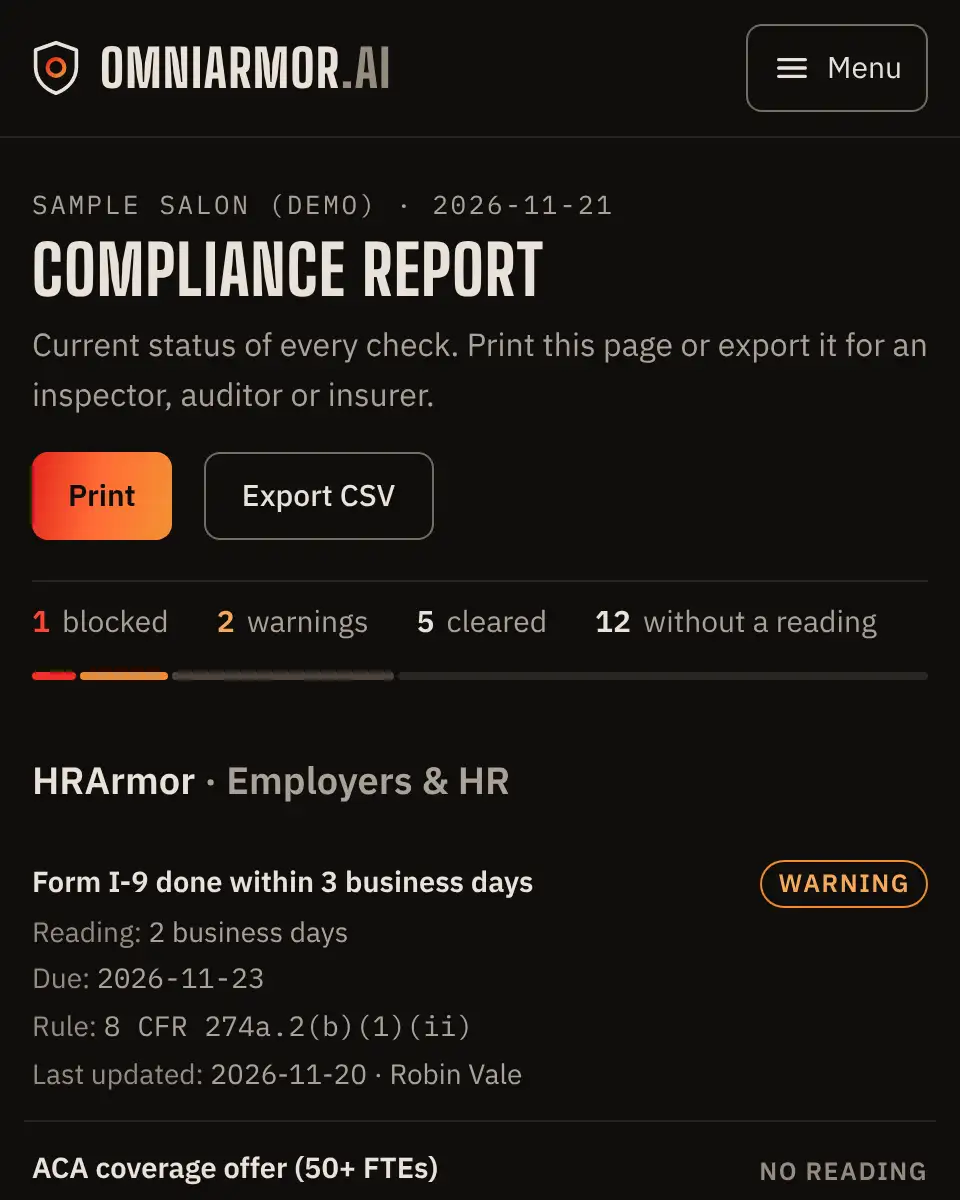 OMNIARMOR.AI
Menu
SAMPLE SALON (DEMO) · 2026-11-21
COMPLIANCE REPORT
Current status of every check. Print this page or export it for an
inspector, auditor or insurer.
Print
Export CSV
1 blocked 2 warnings 5 cleared 12 without a reading
HRArmor · Employers & HR
Form I-9 done within 3 business days
WARNING
Reading: 2 business days
Due: 2026-11-23
Rule: 8 CFR 274a.2(b)(1)(ii)
Last updated: 2026-11-20 · Robin Vale
ACA coverage offer (50+ FTEs)
NO READING